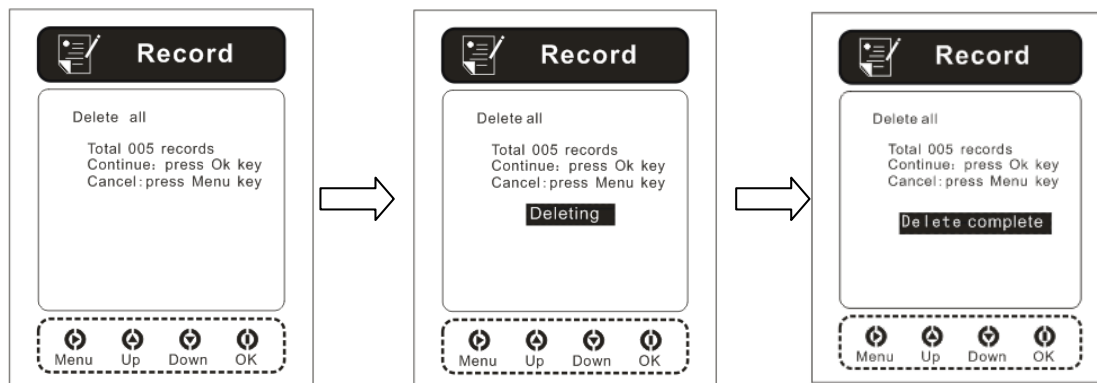 Record
Delete all
Total 005 records
Continue: press Ok key
Cancel:press Menu key
Menu Up Down OK
Record
Delete all
Total 005 records
Continue: press Ok key
Cancel:press Menu key
Deleting
Menu Up Down OK
Record
Delete all
Total 005 records
Continue: press Ok key
Cancel:press Menu key
Delete complete
Menu Up Down OK